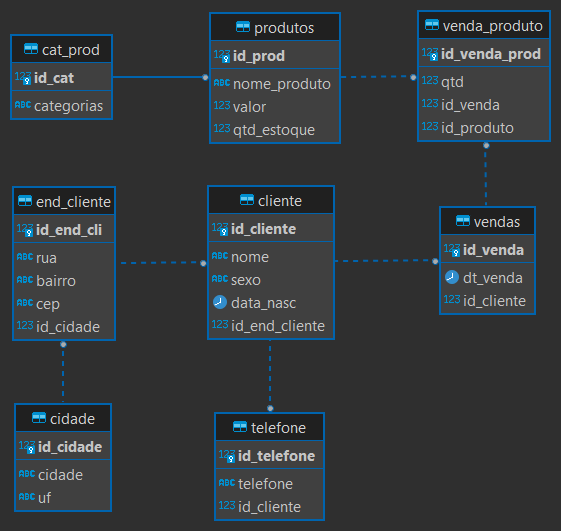 cat_prod
123 id_cat
ABC categorias
produtos
123 id_prod
ABC nome_produto
123 valor
123 qtd_estoque
venda_produto
123 id_venda_prod
123 qtd
123 id_venda
123 id_produto
end_cliente
123 id_end_cli
ABC rua
ABC bairro
ABC cep
123 id_cidade
cliente
123 id_cliente
ABC nome
ABC sexo
data_nasc
123 id_end_cliente
vendas
123 id_venda
dt_venda
123 id_cliente
cidade
123 id_cidade
ABC cidade
ABC uf
telefone
123 id_telefone
ABC telefone
123 id_cliente